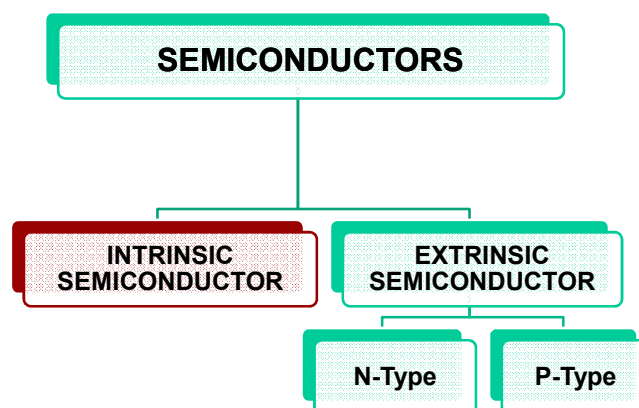 SEMICONDUCTORS
INTRINSIC
SEMICONDUCTOR
EXTRINSIC
SEMICONDUCTOR
N-Type
P-Type